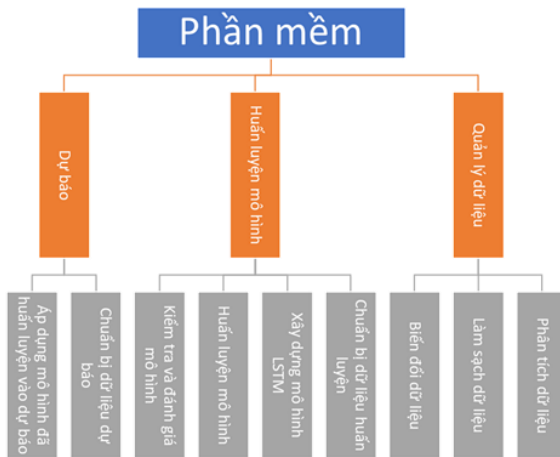 Phần mềm
Dự báo
Huấn luyện mô hình
Quản lý dữ liệu
Áp dụng mô hình đã
huấn luyện vào dự báo
Chuẩn bị dữ liệu dự
báo
Kiểm tra và đánh giá
mô hình
Huấn luyện mô hình
Xây dựng mô hình
LSTM
Chuẩn bị dữ liệu huấn
luyện
Biến đổi dữ liệu
Làm sạch dữ liệu
Phân tích dữ liệu